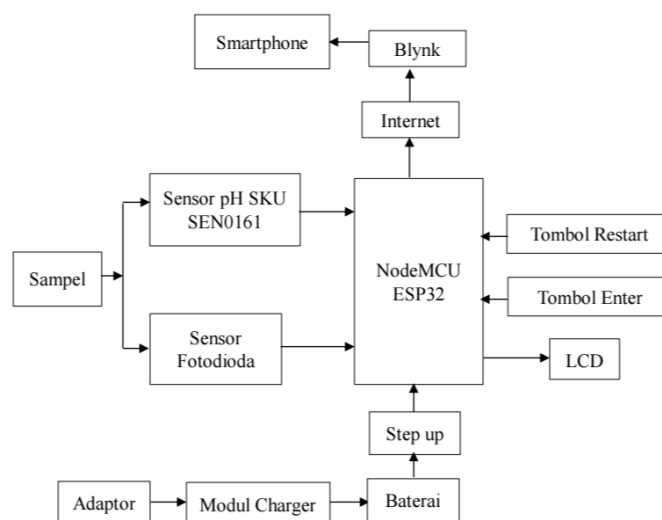 Smartphone
Blynk
Internet
Sensor pH SKU
SEN0161
Tombol Restart
NodeMCU
ESP32
Sampel
Tombol Enter
Sensor
Fotodioda
LCD
Step up
Adaptor
Modul Charger
Baterai